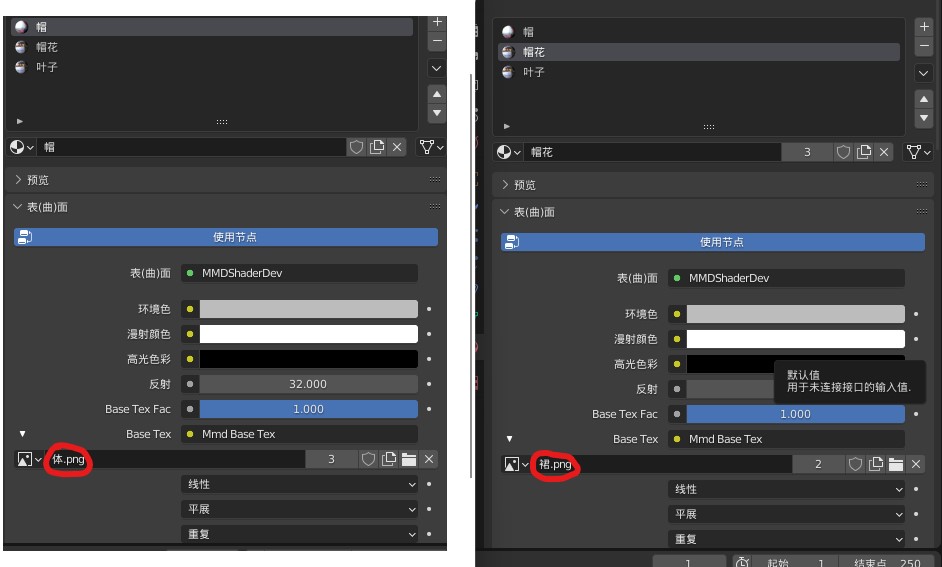 帽
帽花
叶子
帽
预览
表(曲)面
使用节点
表(曲)面 MMDShaderDev
环境色
漫射颜色
高光色彩
反射 32.000
Base Tex Fac 1.000
Base Tex Mmd Base Tex
体.png 3
线性
平展
重复
帽
帽花
叶子
帽花 3
预览
表(曲)面
使用节点
表(曲)面 MMDShaderDev
环境色
漫射颜色
高光色彩
默认值
反射
用于未连接接口的输入值.
Base Tex Fac 1.000
Base Tex Mmd Base Tex
裙.png 2
线性
平展
重复
1 起始 1 结束点 250